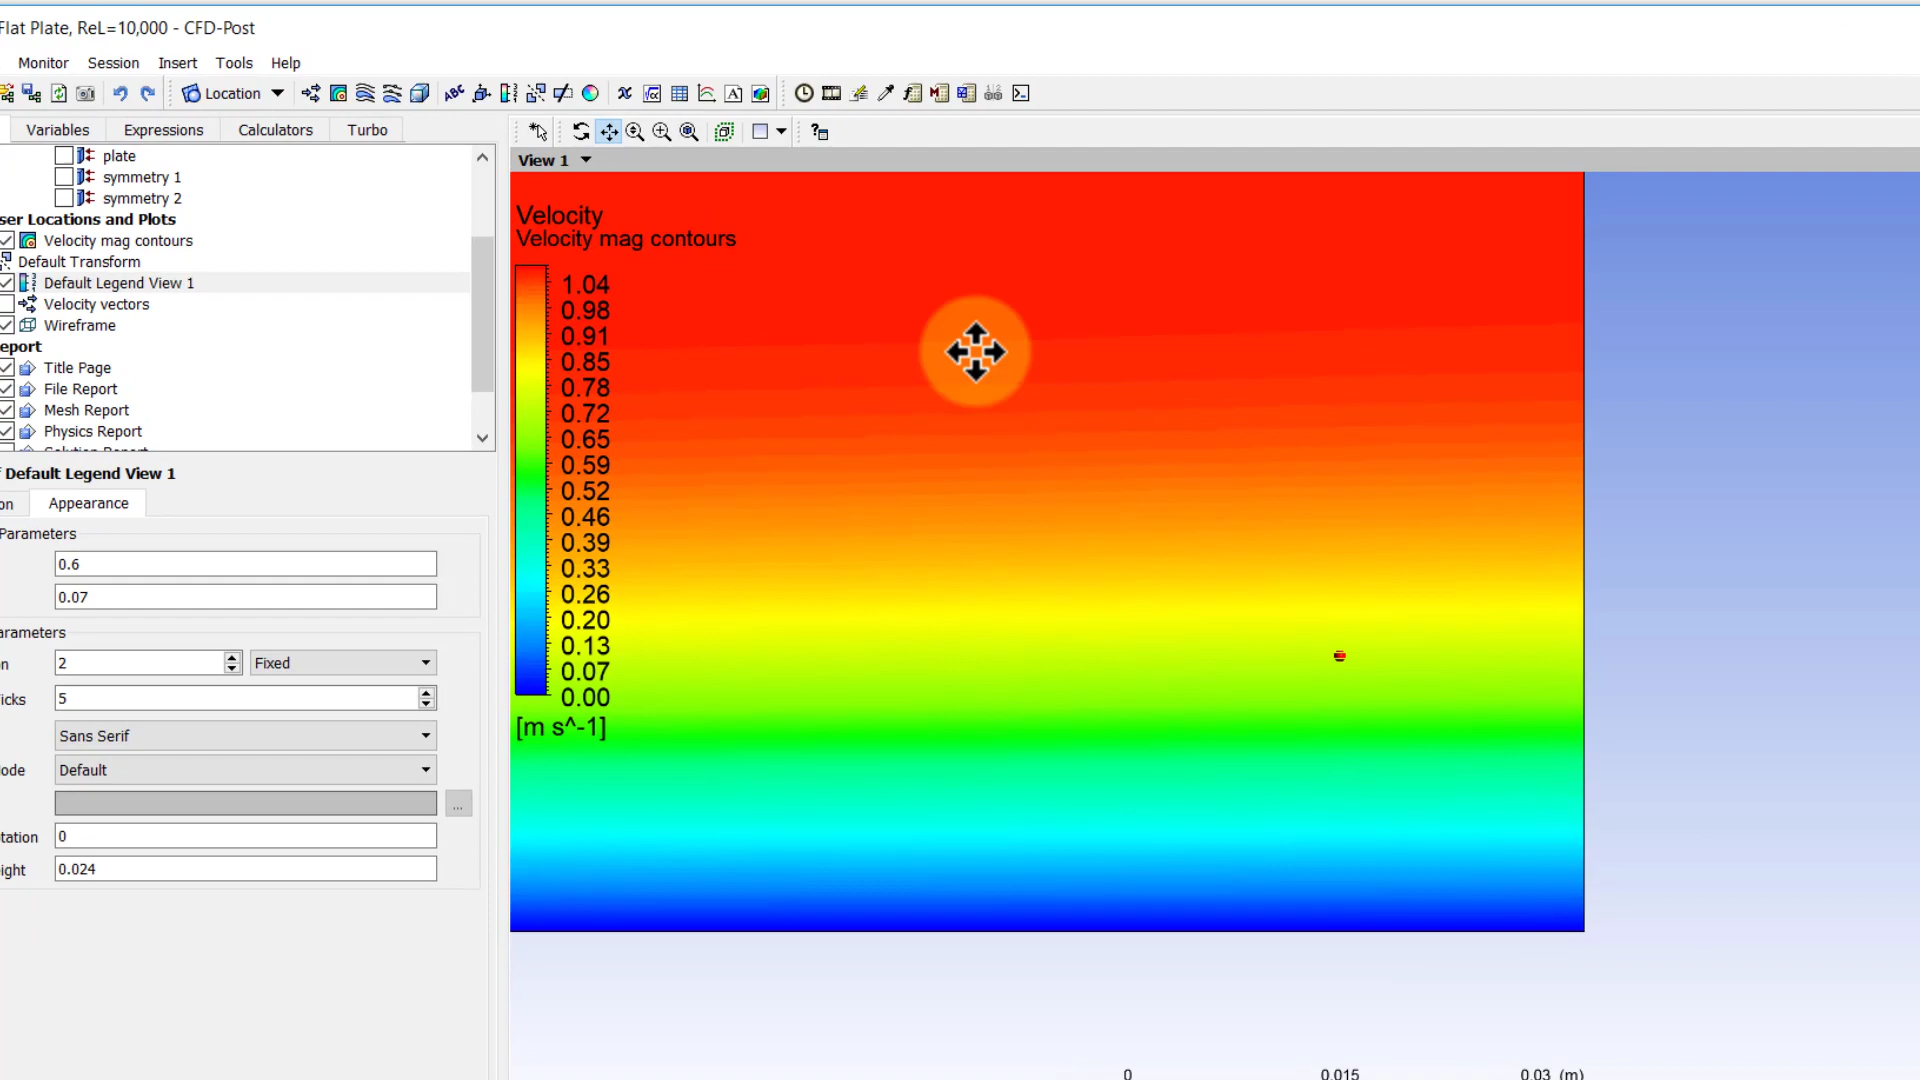 Flat Plate, ReL=10,000 - CFD-Post
Monitor Session Insert Tools Help
Location
Variables Expressions Calculators Turbo
View 1
plate
symmetry 1
symmetry 2
ser Locations and Plots
Velocity mag contours
Default Transform
Default Legend View 1
Velocity vectors
Wireframe
eport
Title Page
File Report
Mesh Report
Physics Report
Solution Report
f Default Legend View 1
on Appearance
Parameters
0.6
0.07
arameters
n 2 Fixed
icks 5
Sans Serif
ode Default
...
tation 0
ight 0.024
Velocity
Velocity mag contours
1.04
0.98
0.91
0.85
0.78
0.72
0.65
0.59
0.52
0.46
0.39
0.33
0.26
0.20
0.13
0.07
0.00
[m s^-1]
0 0.015 0.03 (m)